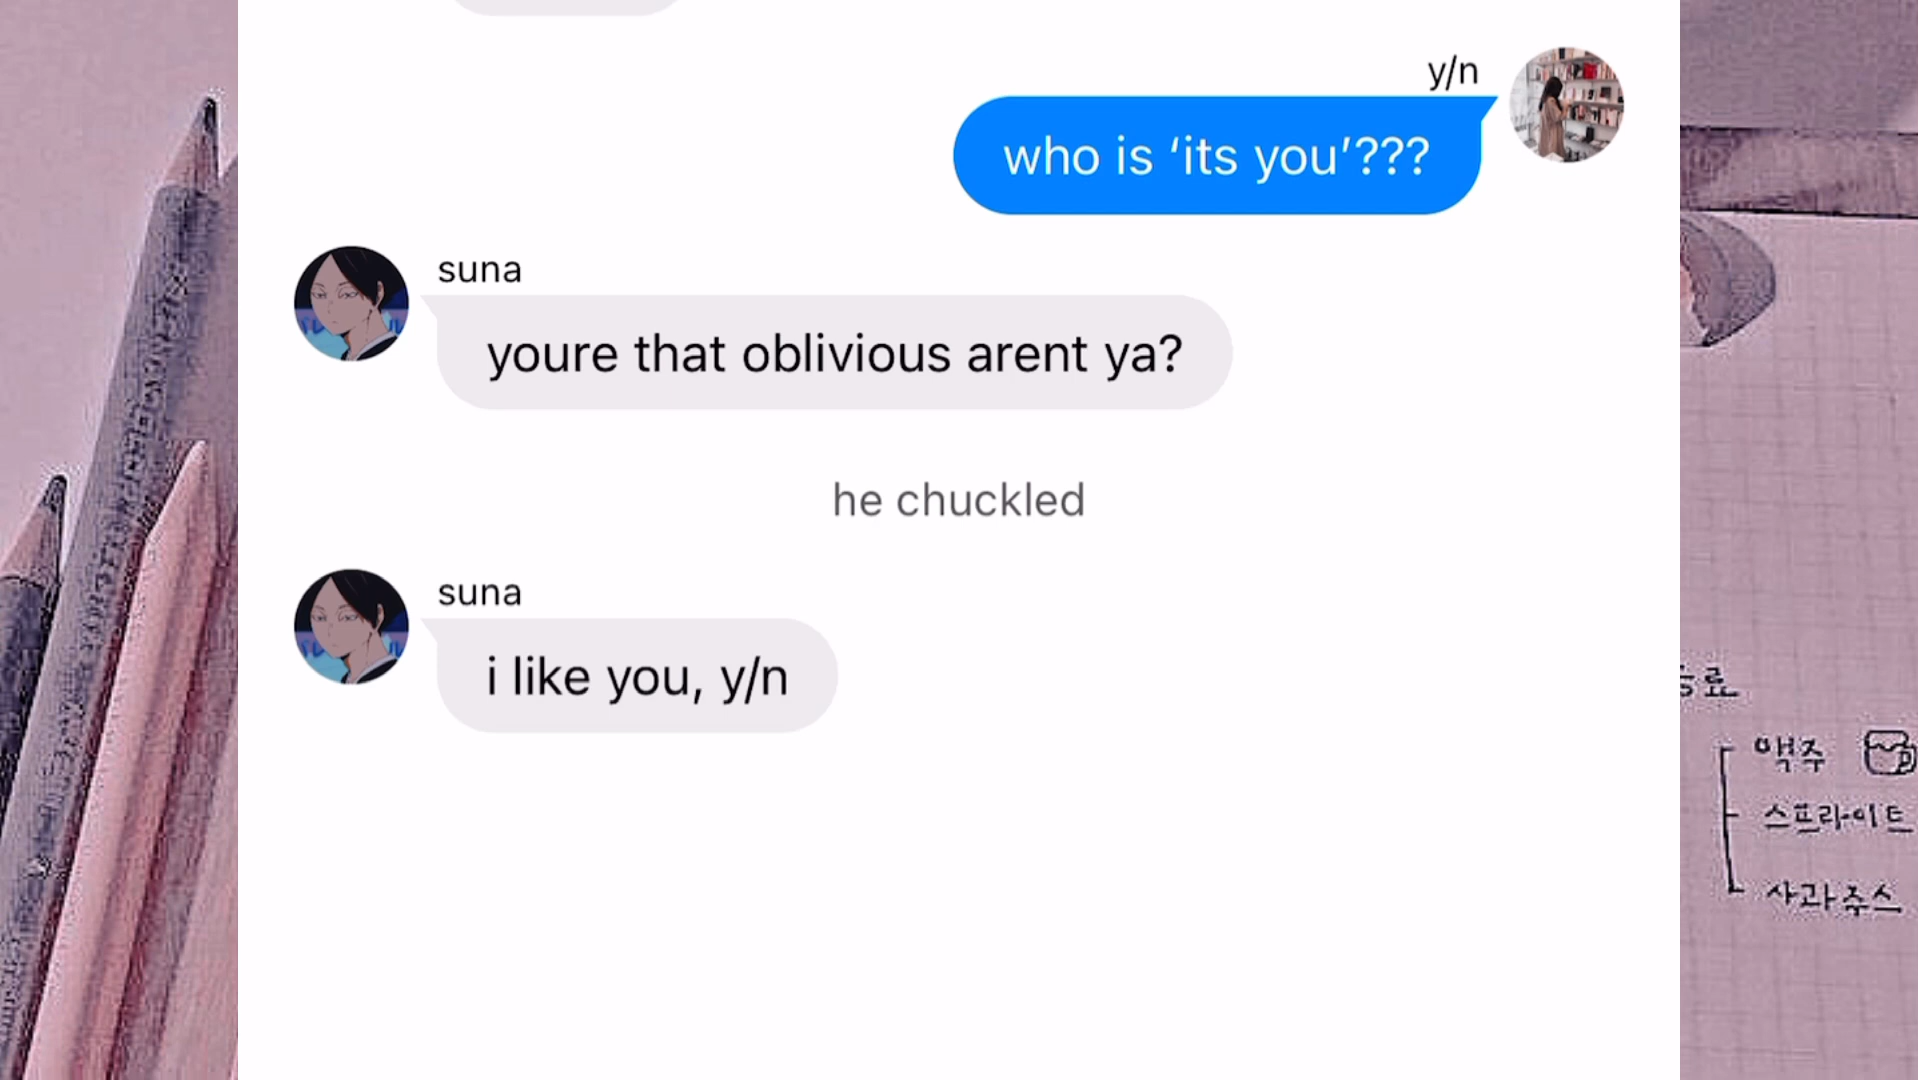 y/n
who is ‘its you’???
suna
youre that oblivious arent ya?
he chuckled
suna
i like you, y/n
맥주
스프라이트
사과주스